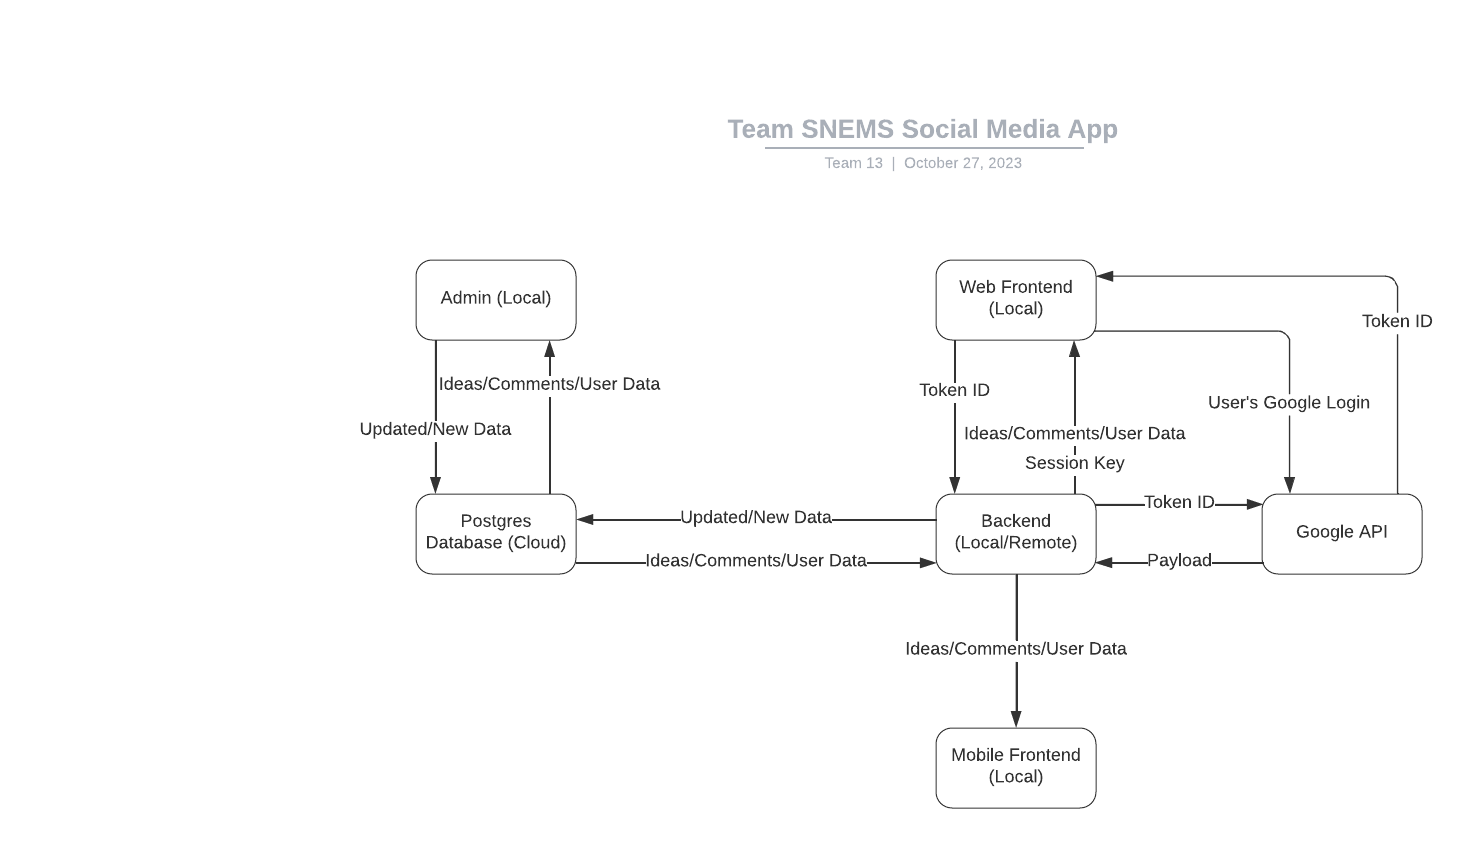 Team SNEMS Social Media App
Team 13 | October 27, 2023
Admin (Local)
Web Frontend
(Local)
Token ID
Ideas/Comments/User Data
Token ID
User's Google Login
Updated/New Data
Ideas/Comments/User Data
Session Key
Postgres
Database (Cloud)
Updated/New Data
Ideas/Comments/User Data
Backend
(Local/Remote)
Token ID
Payload
Google API
Ideas/Comments/User Data
Mobile Frontend
(Local)